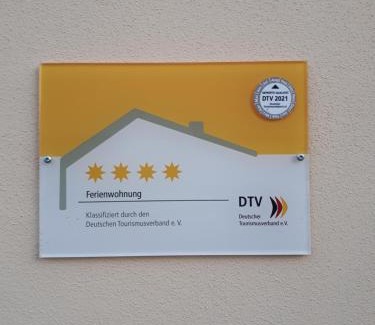 DTV 2021
Ferienwohnung
Klassifiziert durch den
Deutschen Tourismusverband e. V.
DTV
Deutscher
Tourismusverband e.V.